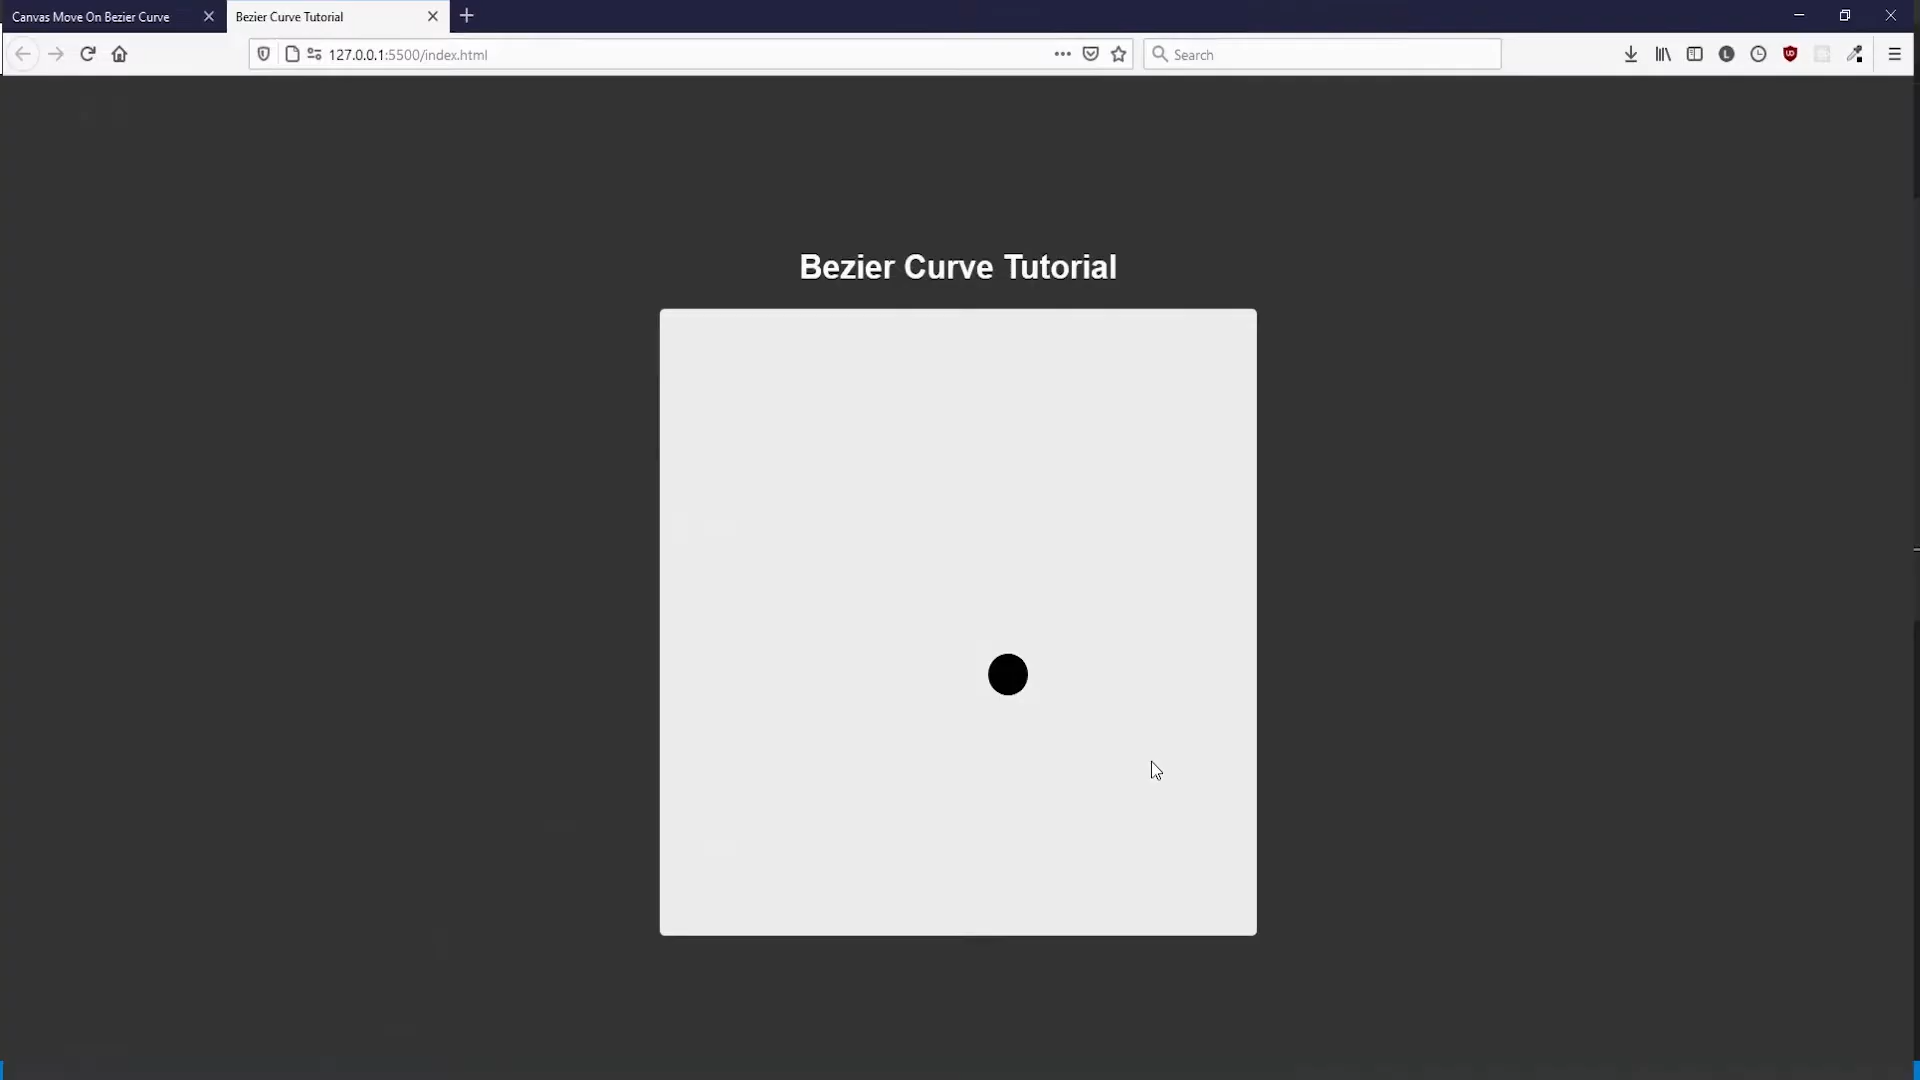 Canvas Move On Bezier Curve
Bezier Curve Tutorial
127.0.0.1:5500/index.html
Search
Bezier Curve Tutorial